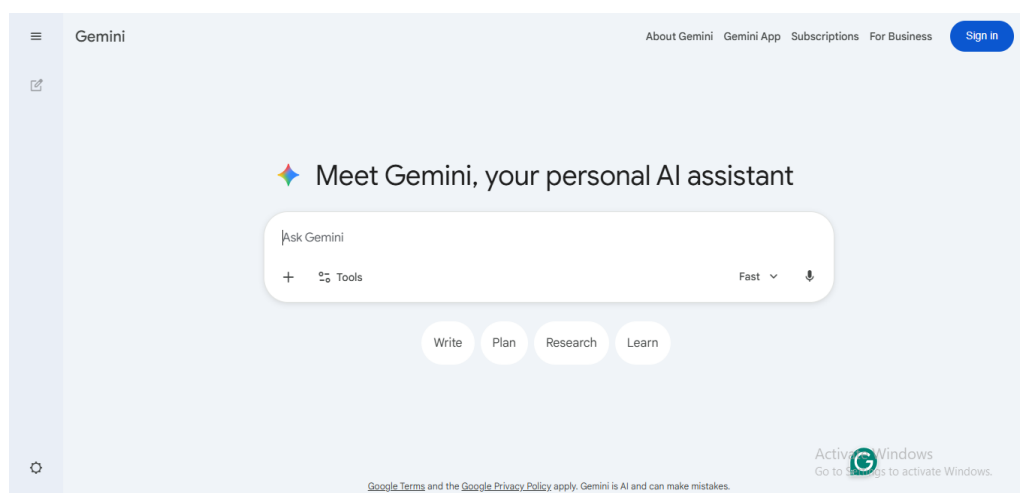 Gemini
About Gemini Gemini App Subscriptions For Business Sign in
Meet Gemini, your personal AI assistant
Ask Gemini
Tools
Fast
Write Plan Research Learn
Activate Windows
Go to Settings to activate Windows.
Google Terms and the Google Privacy Policy apply. Gemini is AI and can make mistakes.